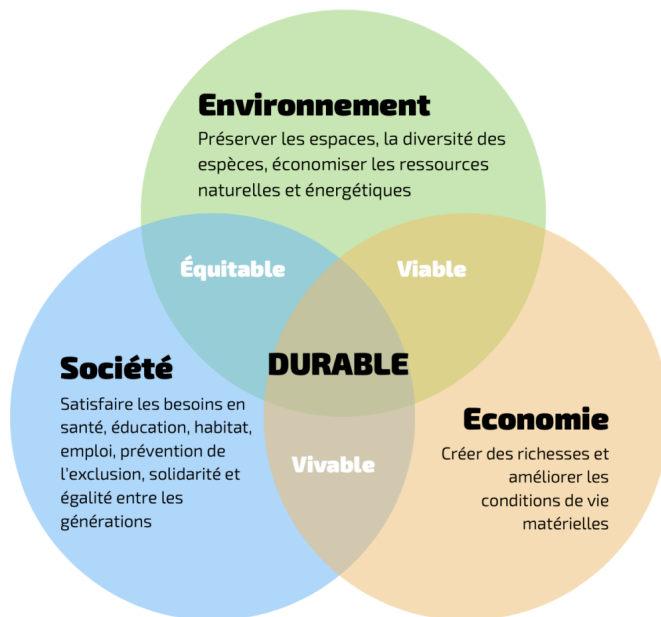 Environnement
Préserver les espaces, la diversité des
espèces, économiser les ressources
naturelles et énergétiques
Équitable
Viable
DURABLE
Société
Satisfaire les besoins en
santé, éducation, habitat,
emploi, prévention de
l'exclusion, solidarité et
égalité entre les
générations
Vivable
Economie
Créer des richesses et
améliorer les
conditions de vie
matérielles